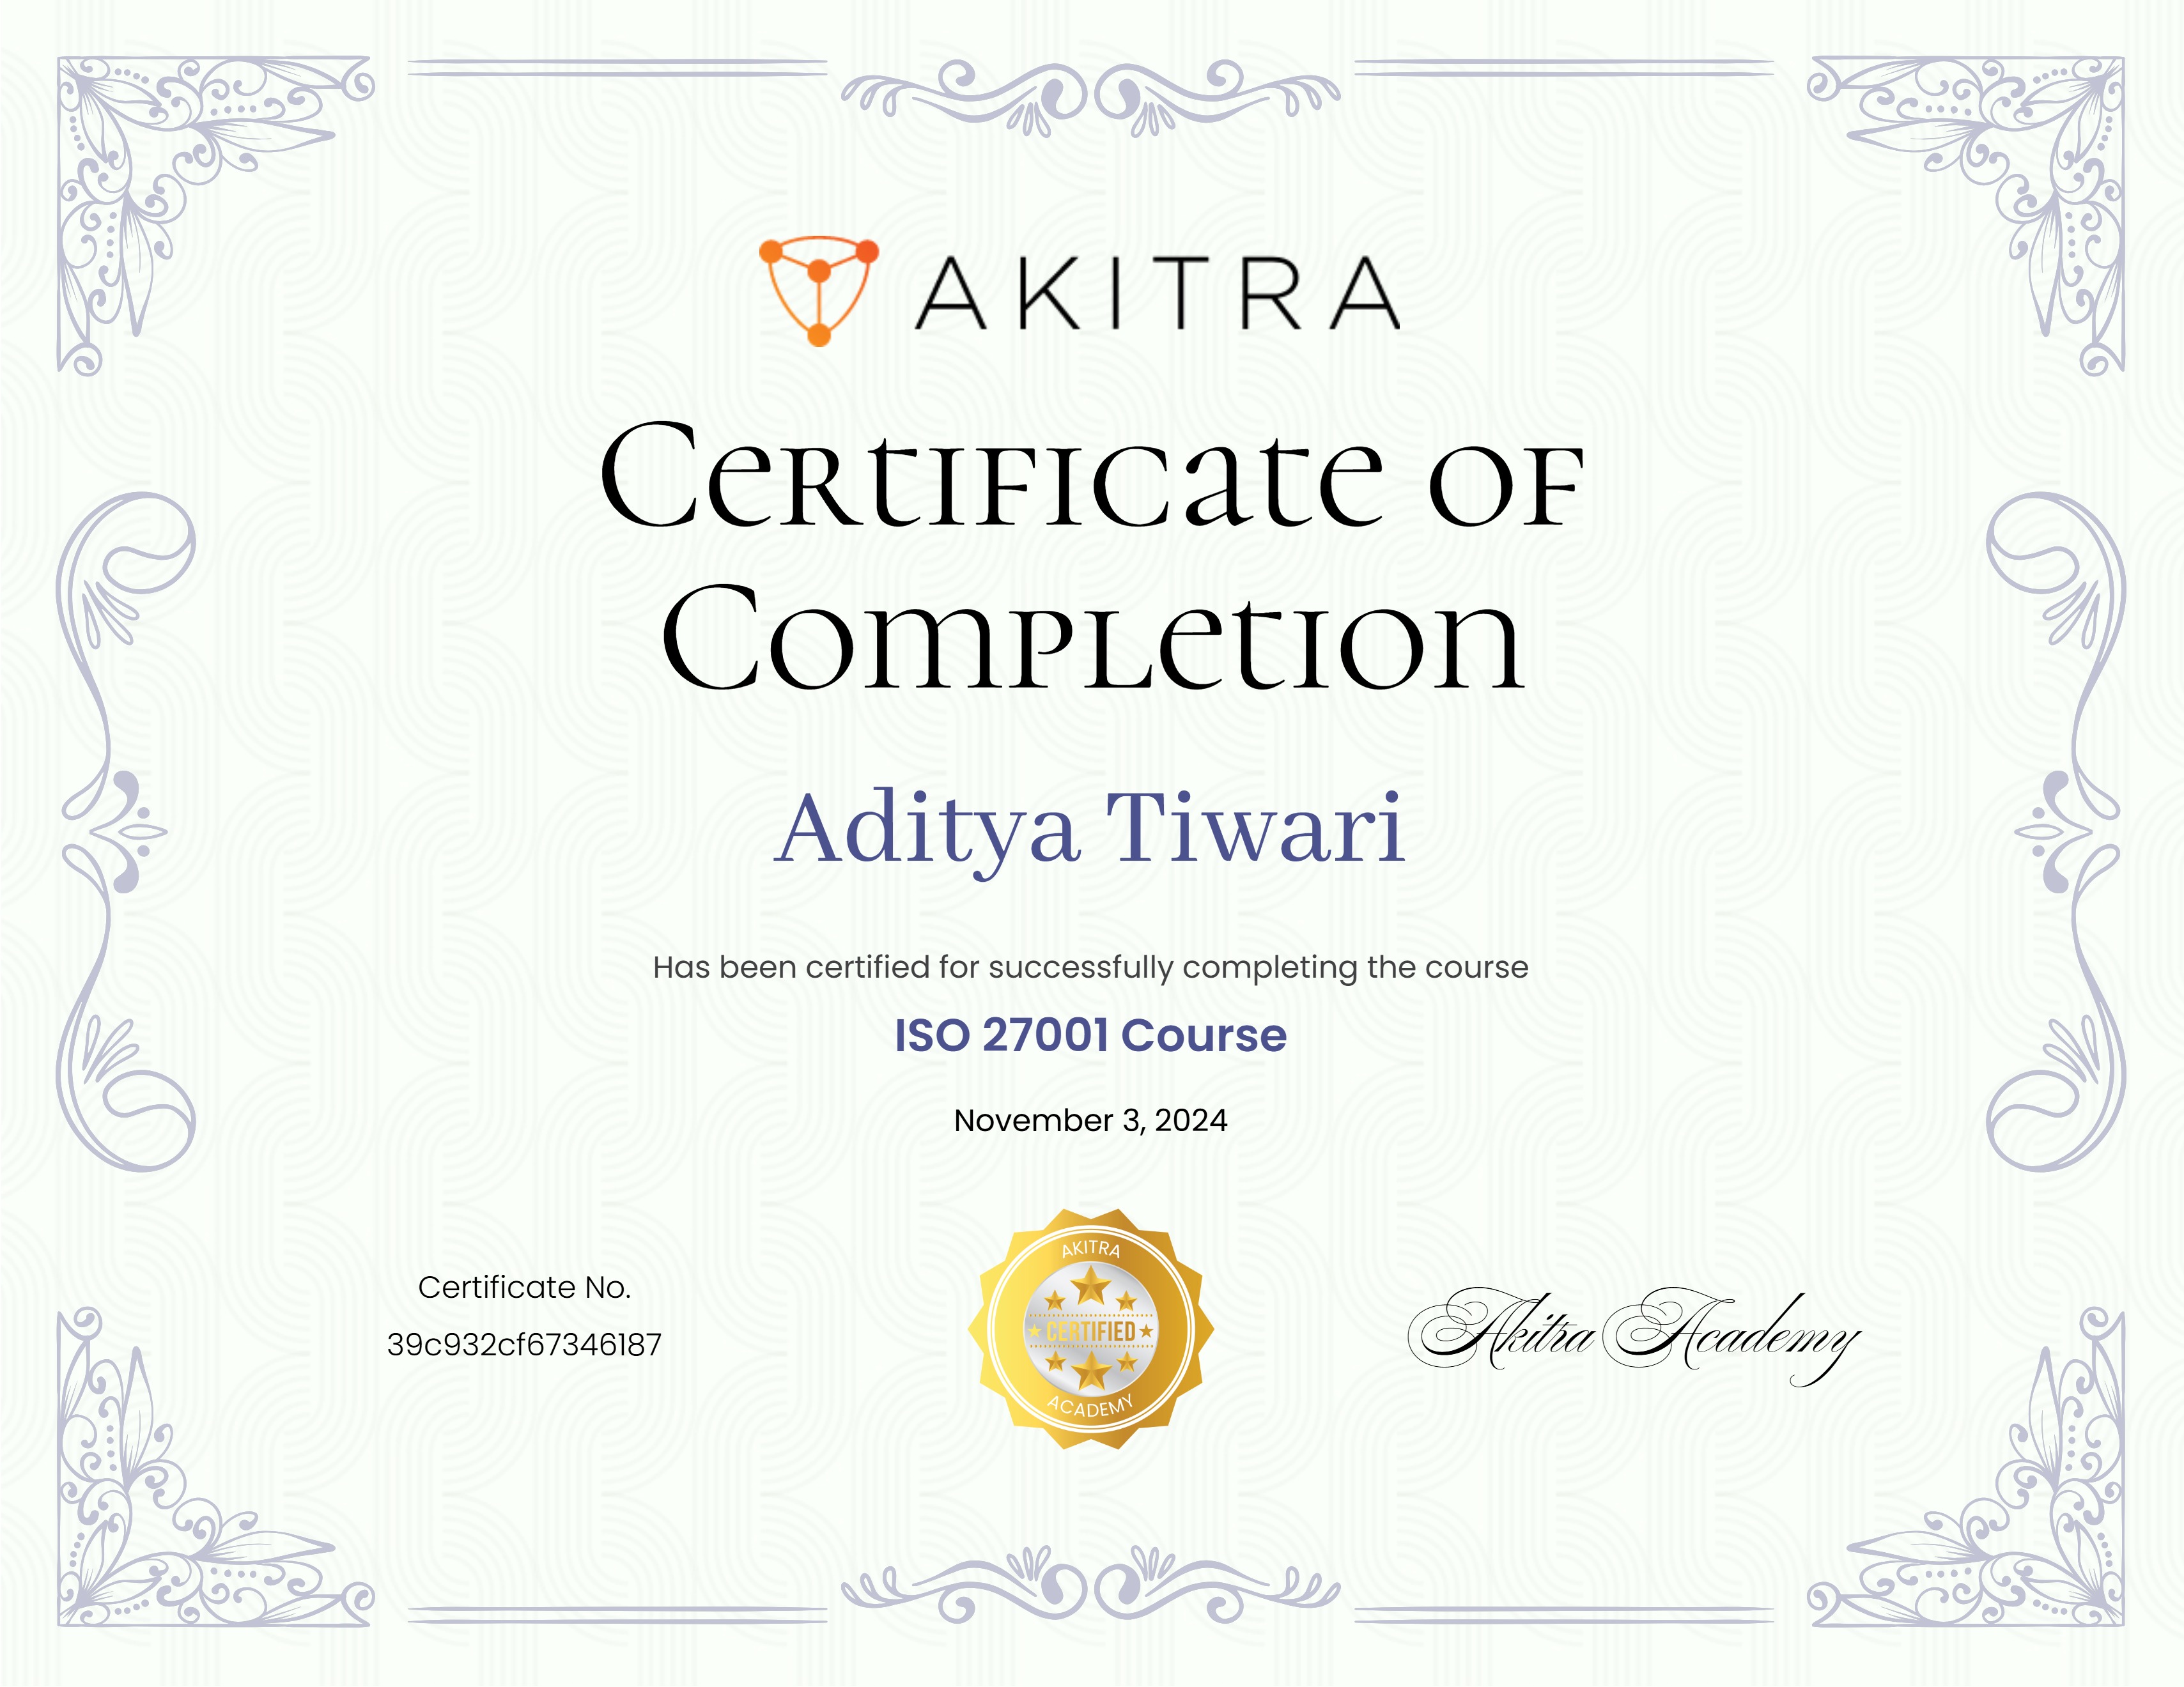 AKITRA
Certificate of
Completion
Aditya Tiwari
Has been certified for successfully completing the course
ISO 27001 Course
November 3, 2024
Certificate No.
39c932cf67346187
AKITRA
CERTIFIED
ACADEMY
Akitra Academy